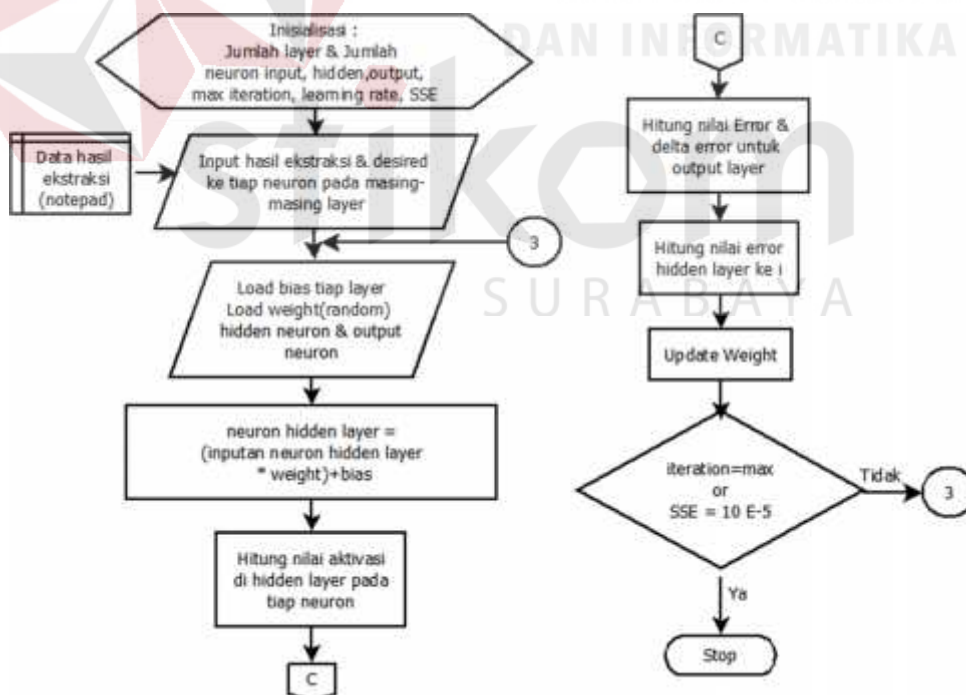 Inisialisasi :
Jumlah layer & Jumlah
neuron input, hidden,output,
max iteration, learning rate, SSE
Data hasil
ekstraksi
(notepad)
Input hasil ekstraksi & desired
ke tiap neuron pada masing-
masing layer
3
Load bias tiap layer
Load weight(random)
hidden neuron & output
neuron
neuron hidden layer =
(inputan neuron hidden layer
* weight)+bias
Hitung nilai aktivasi
di hidden layer pada
tiap neuron
C
C
Hitung nilai Error &
delta error untuk
output layer
Hitung nilai error
hidden layer ke i
Update Weight
iteration=max
or
SSE = 10 E-5
Tidak
3
Ya
Stop
DAN INFORMATIKA
stikom
SURABAYA